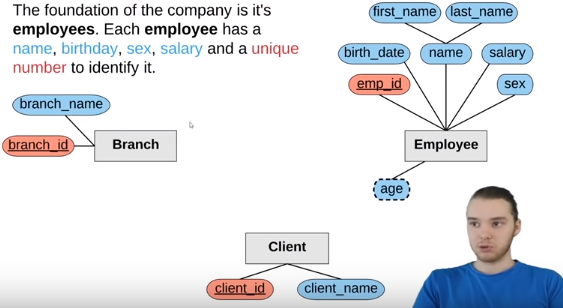 The foundation of the company is it's
employees. Each employee has a
name, birthday, sex, salary and a unique
number to identify it.
first_name
last_name
birth_date
name
salary
emp_id
sex
branch_name
branch_id
Branch
Employee
age
Client
client_id
client_name